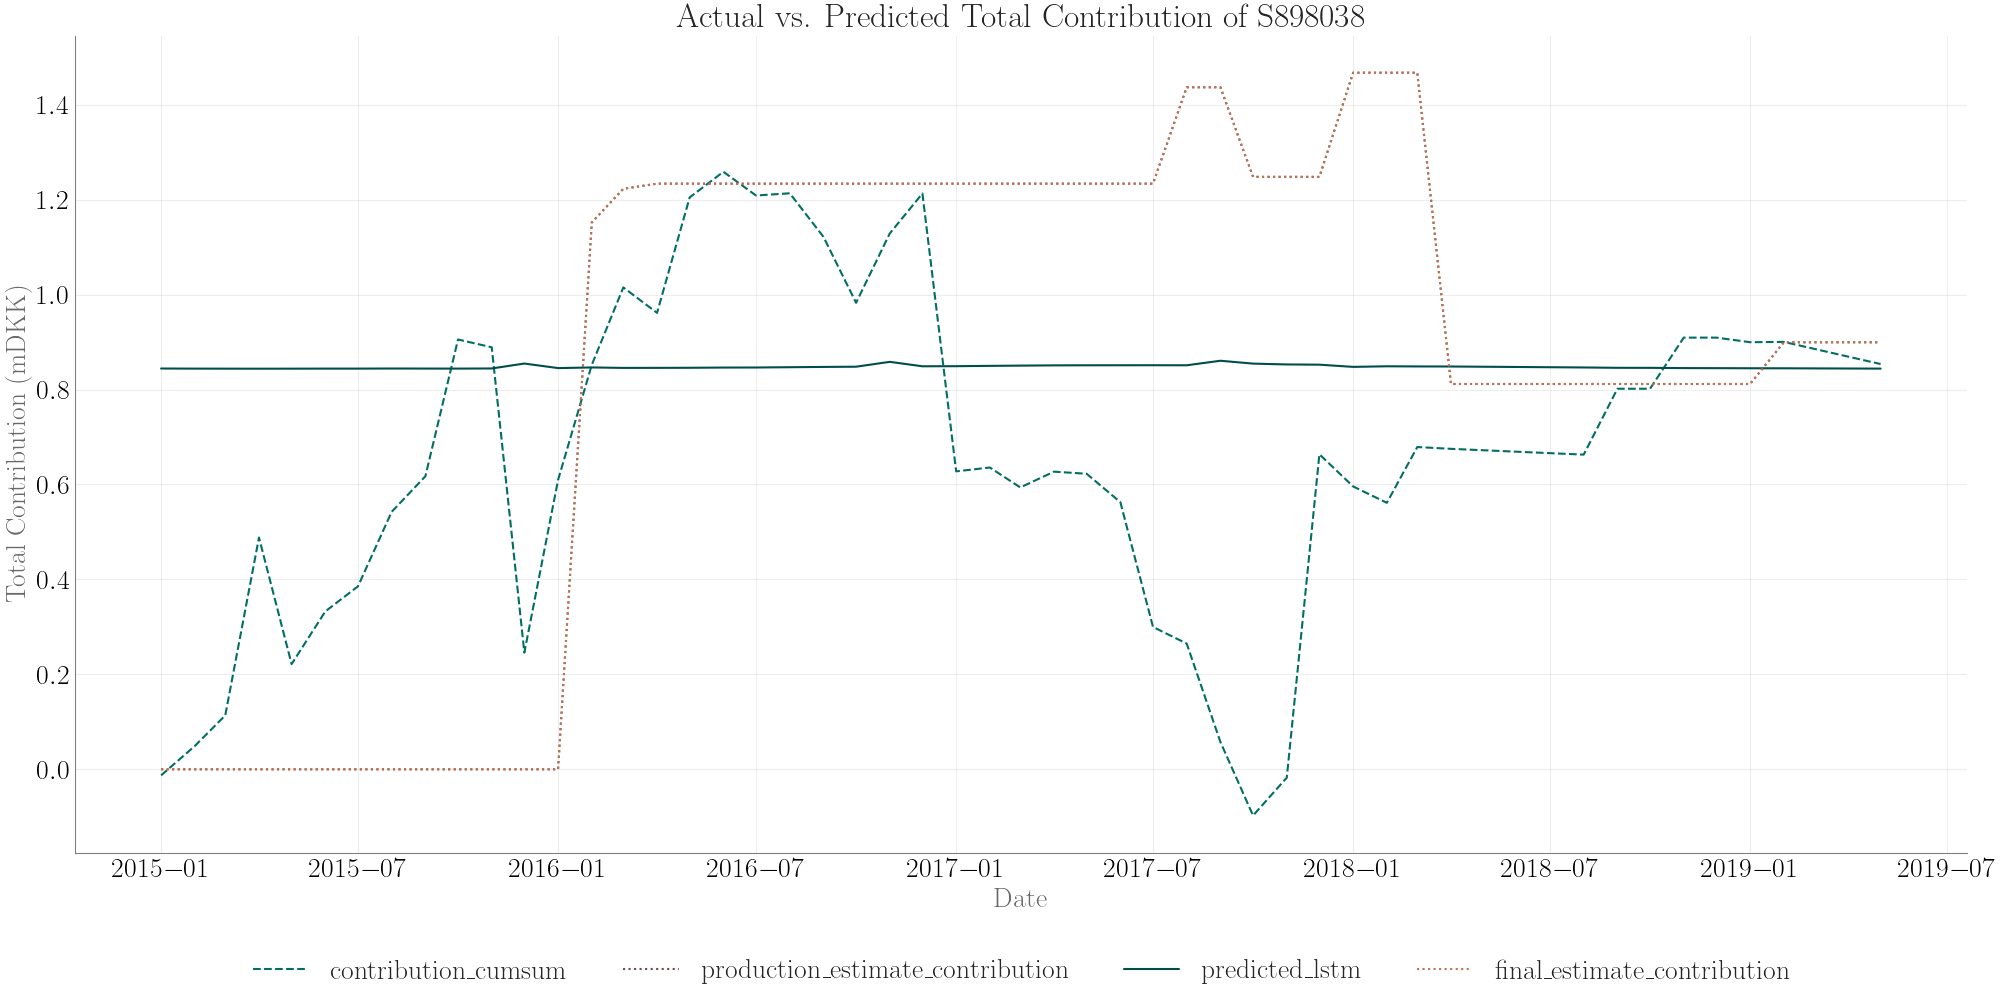 Actual vs. Predicted Total Contribution of S898038
Total Contribution (mDKK)
1.4
1.2
1.0
0.8
0.6
0.4
0.2
0.0
2015–01 2015–07 2016–01 2016–07 2017–01 2017–07 2018–01 2018–07 2019–01 2019–07
Date
contribution_cumsum production_estimate_contribution predicted_lstm final_estimate_contribution